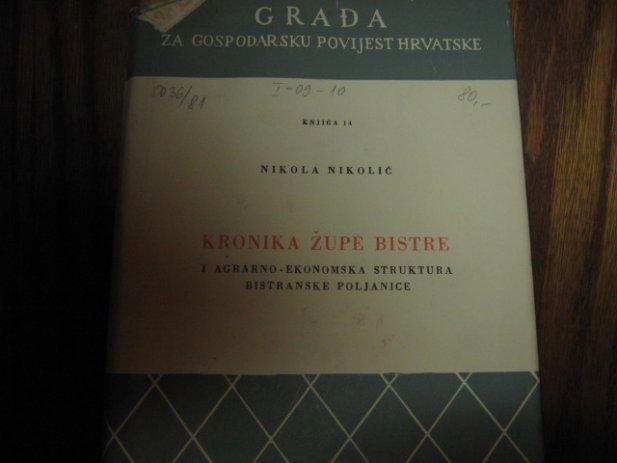 GRAĐA
ZA GOSPODARSKU POVIJEST HRVATSKE
8036/81
I-09-10
80,-
KNJIGA 14
NIKOLA NIKOLIĆ
KRONIKA ŽUPE BISTRE
I AGRARNO-EKONOMSKA STRUKTURA
BISTRANSKE POLJANICE